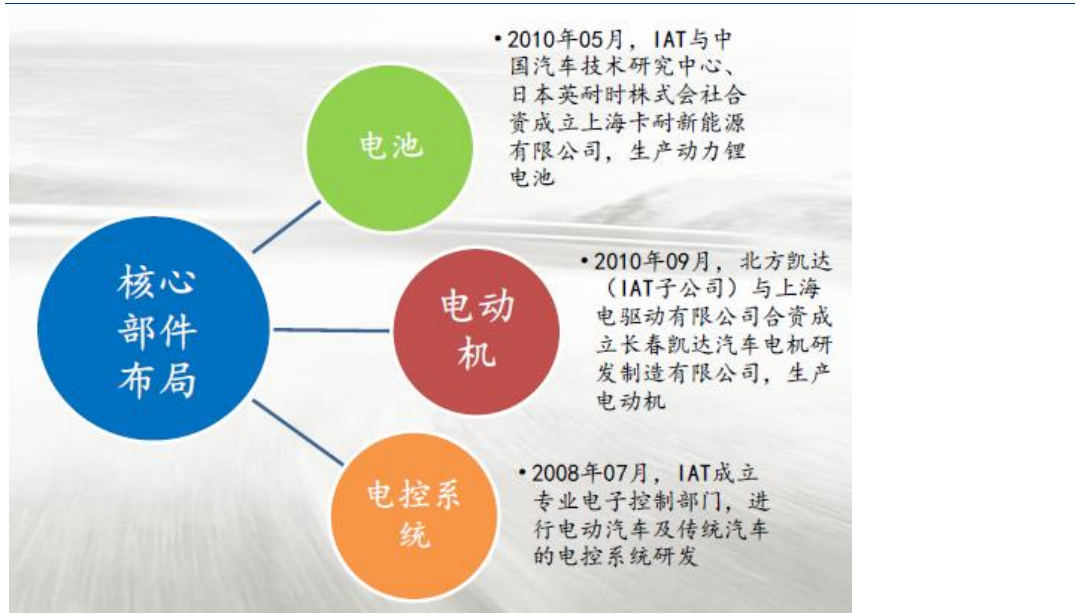 核心
部件
布局
电池
•2010年05月，IAT与中
国汽车技术研究中心、
日本英耐时株式会社合
资成立上海卡耐新能源
有限公司，生产动力锂
电池
电动
机
•2010年09月，北方凯达
（IAT子公司）与上海
电驱动有限公司合资成
立长春凯达汽车电机研
发制造有限公司，生产
电动机
电控系
统
•2008年07月，IAT成立
专业电子控制部门，进
行电动汽车及传统汽车
的电控系统研发